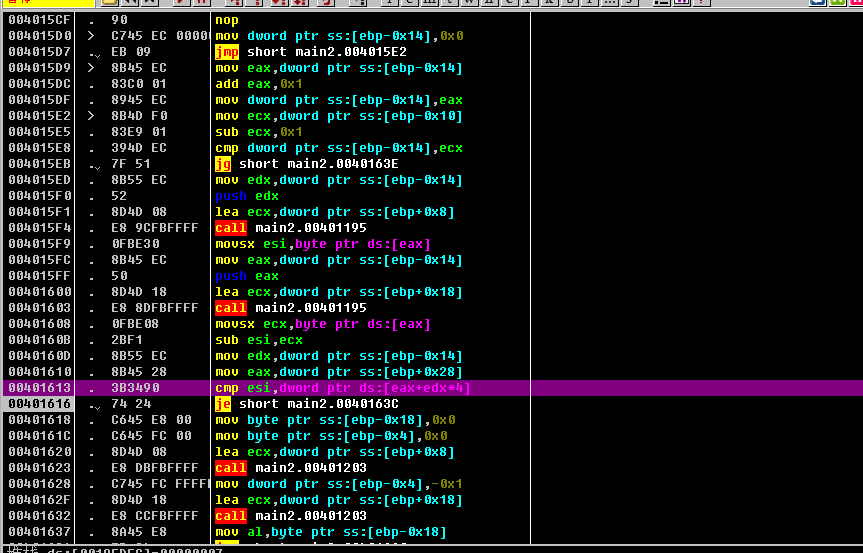 004015CF . 90 nop
004015D0 > C745 EC 0000 mov dword ptr ss:[ebp-0x14],0x0
004015D7 . EB 09 jmp short main2.004015E2
004015D9 > 8B45 EC mov eax,dword ptr ss:[ebp-0x14]
004015DC . 83C0 01 add eax,0x1
004015DF . 8945 EC mov dword ptr ss:[ebp-0x14],eax
004015E2 > 8B4D F0 mov ecx,dword ptr ss:[ebp-0x10]
004015E5 . 83E9 01 sub ecx,0x1
004015E8 . 394D EC cmp dword ptr ss:[ebp-0x14],ecx
004015EB . 7F 51 jg short main2.0040163E
004015ED . 8B55 EC mov edx,dword ptr ss:[ebp-0x14]
004015F0 . 52 push edx
004015F1 . 8D4D 08 lea ecx,dword ptr ss:[ebp+0x8]
004015F4 . E8 9CFBFFFF call main2.00401195
004015F9 . 0FBE30 movsx esi,byte ptr ds:[eax]
004015FC . 8B45 EC mov eax,dword ptr ss:[ebp-0x14]
004015FF . 50 push eax
00401600 . 8D4D 18 lea ecx,dword ptr ss:[ebp+0x18]
00401603 . E8 8DFBFFFF call main2.00401195
00401608 . 0FBE08 movsx ecx,byte ptr ds:[eax]
0040160B . 2BF1 sub esi,ecx
0040160D . 8B55 EC mov edx,dword ptr ss:[ebp-0x14]
00401610 . 8B45 28 mov eax,dword ptr ss:[ebp+0x28]
00401613 . 3B3490 cmp esi,dword ptr ds:[eax+edx*4]
00401616 . 74 24 je short main2.0040163C
00401618 . C645 E8 00 mov byte ptr ss:[ebp-0x18],0x0
0040161C . C645 FC 00 mov byte ptr ss:[ebp-0x4],0x0
00401620 . 8D4D 08 lea ecx,dword ptr ss:[ebp+0x8]
00401623 . E8 DBFBFFFF call main2.00401203
00401628 . C745 FC FFFF mov dword ptr ss:[ebp-0x4],-0x1
0040162F . 8D4D 18 lea ecx,dword ptr ss:[ebp+0x18]
00401632 . E8 CCFBFFFF call main2.00401203
00401637 . 8A45 E8 mov al,byte ptr ss:[ebp-0x18]